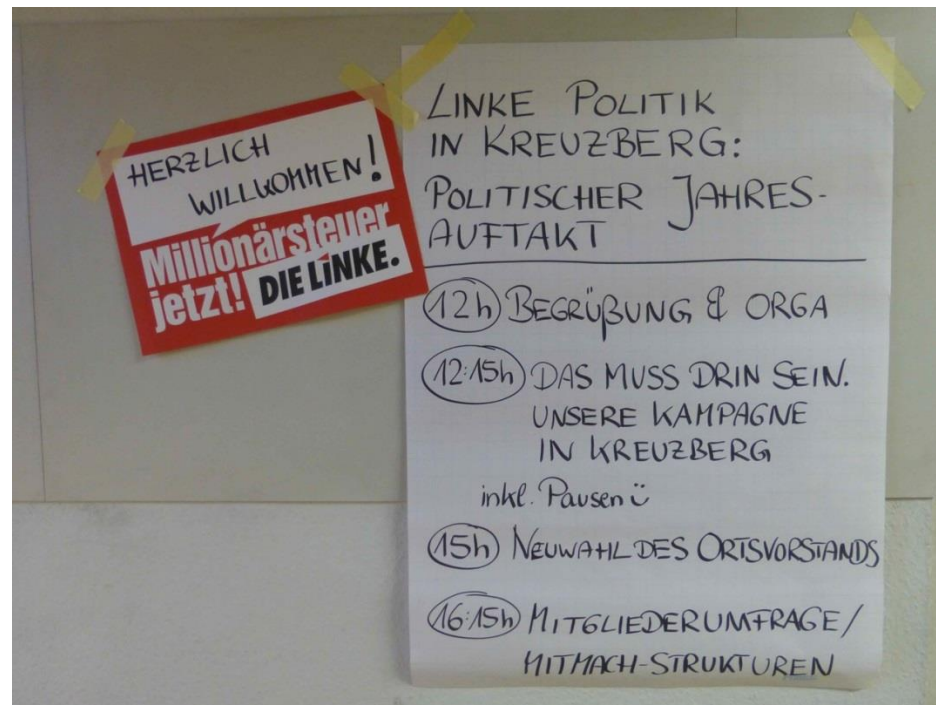 HERZLICH
WILLKOMMEN!
Millionärsteuer
jetzt! DIE LINKE.
LINKE POLITIK
IN KREUZBERG:
POLITISCHER JAHRES-
AUFTAKT
12h BEGRÜßUNG & ORGA
12:15h DAS MUSS DRIN SEIN.
UNSERE KAMPAGNE
IN KREUZBERG
inkl. Pausen ü
15h NEUWAHL DES ORTSVORSTANDS
16:15h MITGLIEDERUMFRAGE/
MITMACH-STRUKTUREN